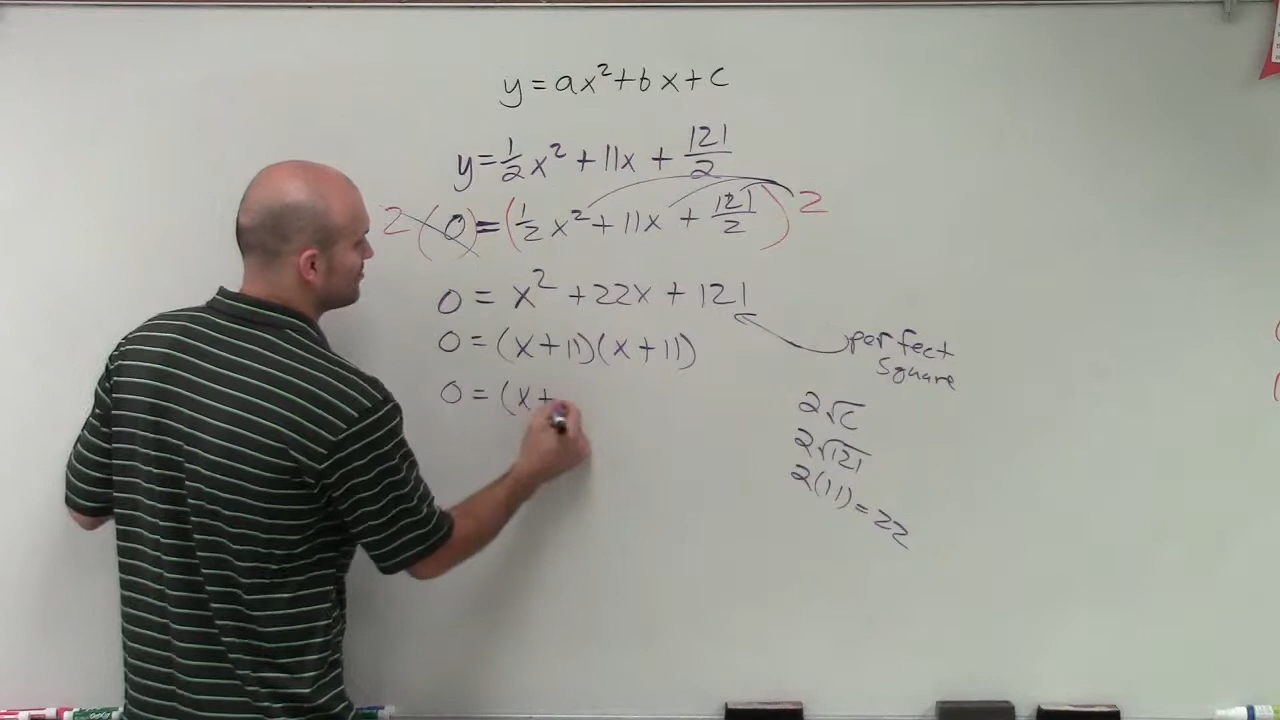 y=ax²+bx+c
y=1/2x²+11x+121/2
2(0)=(1/2x²+11x+121/2)2
0=x²+22x+121
0=(x+11)(x+11)
0=(x+
perfect
square
2√c
2√121
2(11)=22